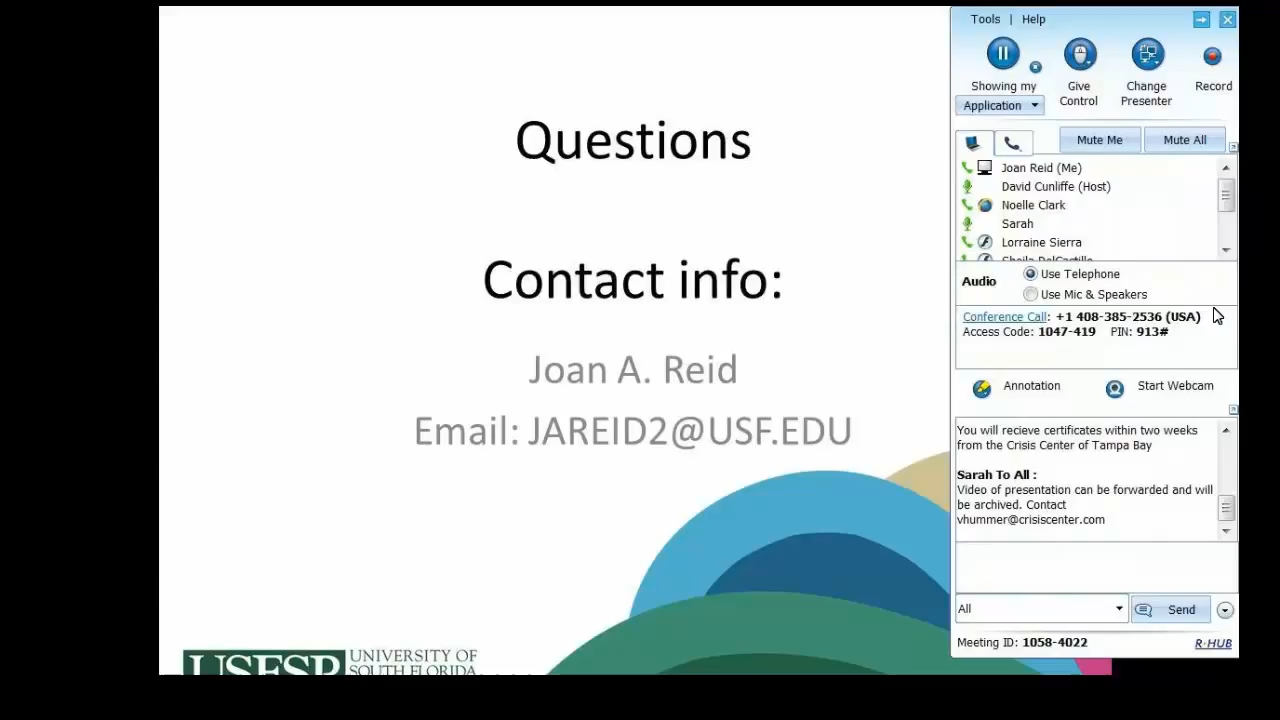 Questions
Contact info:
Joan A. Reid
Email: JAREID2@USF.EDU
USFSP UNIVERSITY OF
SOUTH FLORIDA
Tools | Help
Showing my
Application
Give
Control
Change
Presenter
Record
Mute Me
Mute All
Joan Reid (Me)
David Cunliffe (Host)
Noelle Clark
Sarah
Lorraine Sierra
Sheila DelCastillo
Audio
Use Telephone
Use Mic & Speakers
Conference Call: +1 408-385-2536 (USA)
Access Code: 1047-419 PIN: 913#
Annotation
Start Webcam
You will recieve certificates within two weeks
from the Crisis Center of Tampa Bay
Sarah To All :
Video of presentation can be forwarded and will
be archived. Contact
vhummer@crisiscenter.com
All
Send
Meeting ID: 1058-4022
R-HUB